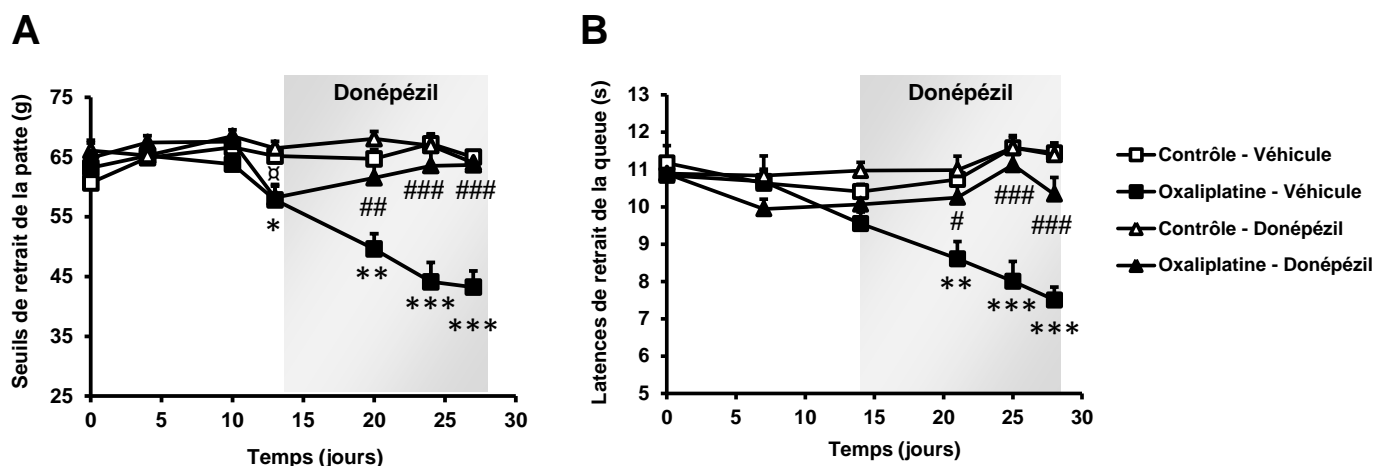 A
B
Donépézil
Seuils de retrait de la patte (g)
75
65
55
45
35
25
¤
*
##
###
###
**
***
***
0 5 10 15 20 25 30
Temps (jours)
Donépézil
Latences de retrait de la queue (s)
13
12
11
10
9
8
7
6
5
#
###
###
**
***
***
0 5 10 15 20 25 30
Temps (jours)
Contrôle - Véhicule
Oxaliplatine - Véhicule
Contrôle - Donépézil
Oxaliplatine - Donépézil